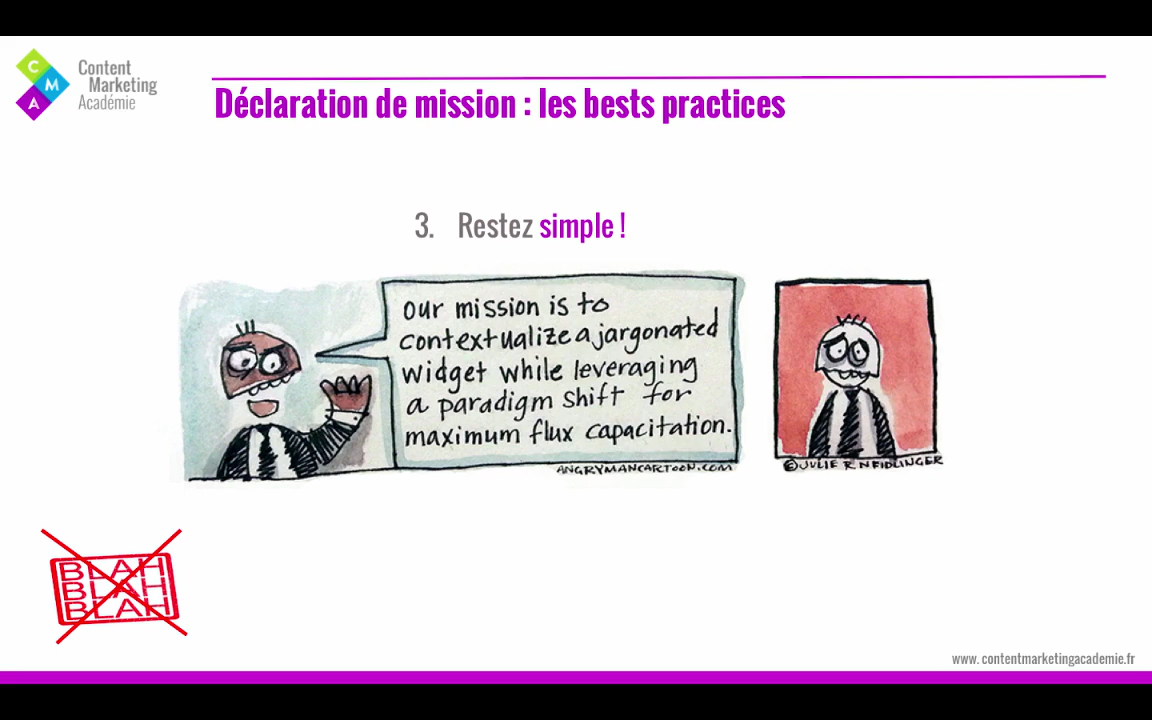 C
M
A
Content
Marketing
Académie
Déclaration de mission : les bests practices
3. Restez simple !
our mission is to
contextualize a jargonated
widget while leveraging
a paradigm shift for
maximum flux capacitation.
ANGRYMANCARTOON.COM
©JULIE R NEIDLINGER
BLAH
BLAH
BLAH
www. contentmarketingacademie.fr